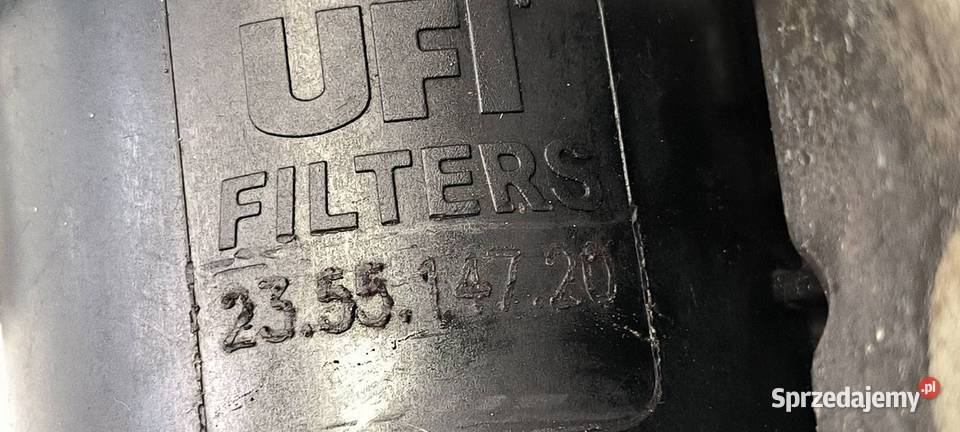 UFI
FILTERS
23.55.147.20
Sprzedajemy.pl